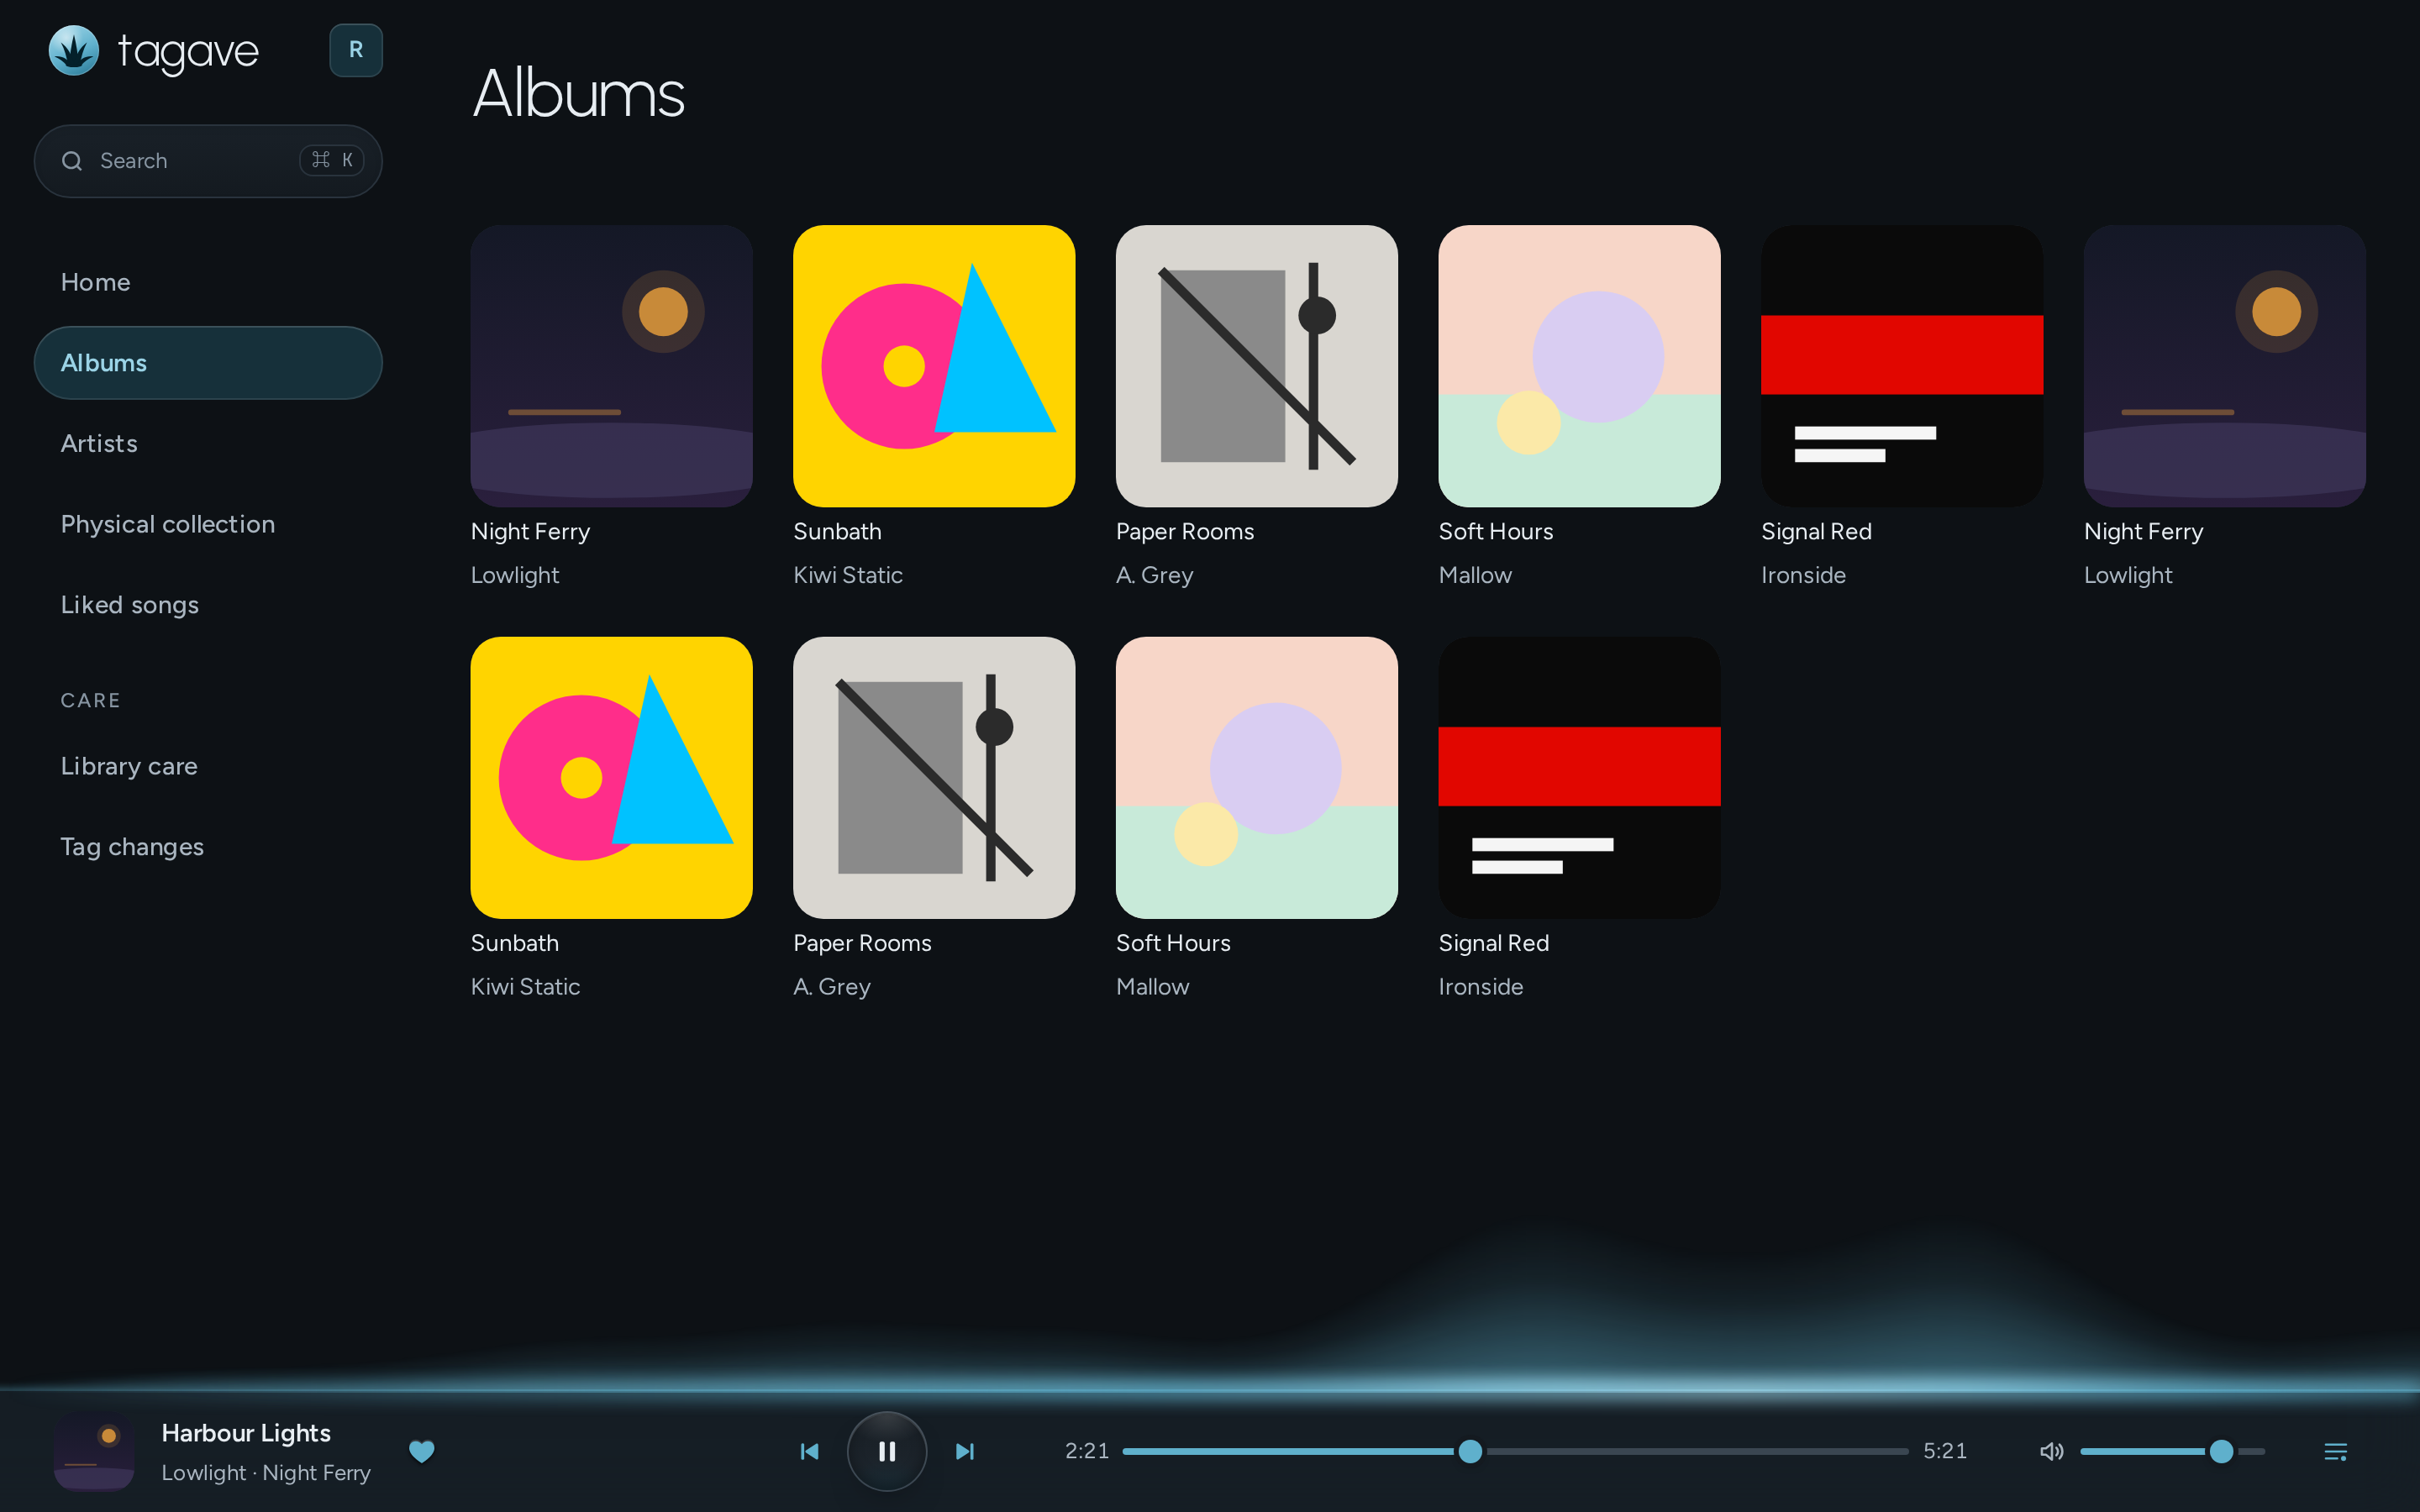 tagave
R
Search
⌘ K
Home
Albums
Artists
Physical collection
Liked songs
CARE
Library care
Tag changes
Albums
Night Ferry
Lowlight
Sunbath
Kiwi Static
Paper Rooms
A. Grey
Soft Hours
Mallow
Signal Red
Ironside
Night Ferry
Lowlight
Sunbath
Kiwi Static
Paper Rooms
A. Grey
Soft Hours
Mallow
Signal Red
Ironside
Harbour Lights
Lowlight · Night Ferry
2:21
5:21